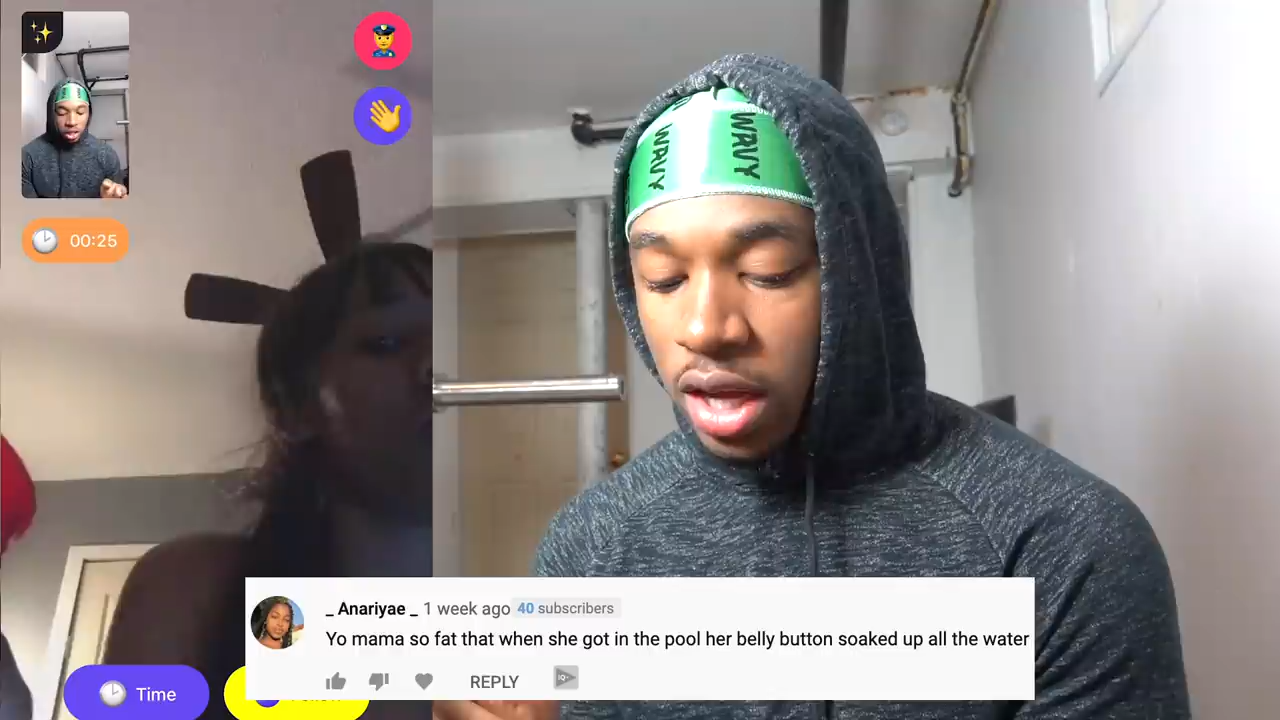 00:25
WAVY
WAVY
_ Anariyae _ 1 week ago 40 subscribers
Yo mama so fat that when she got in the pool her belly button soaked up all the water
REPLY
Time